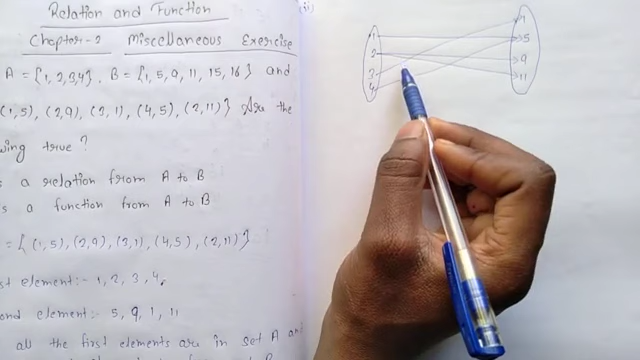 Relation and Function
Chapter-2 Miscellaneous Exercise
A = {1, 2, 3, 4}, B = {1, 5, 9, 11, 15, 16} and
(1, 5), (2, 9), (3, 1), (4, 5), (2, 11)} Are the
true ?
a relation from A to B
a function from A to B
= {(1, 5), (2, 9), (3, 1), (4, 5), (2, 11)}
element:- 1, 2, 3, 4,
element:- 5, 9, 1, 11
all the first elements are in set A and
(ii)
1
2
3
4
1
5
9
11